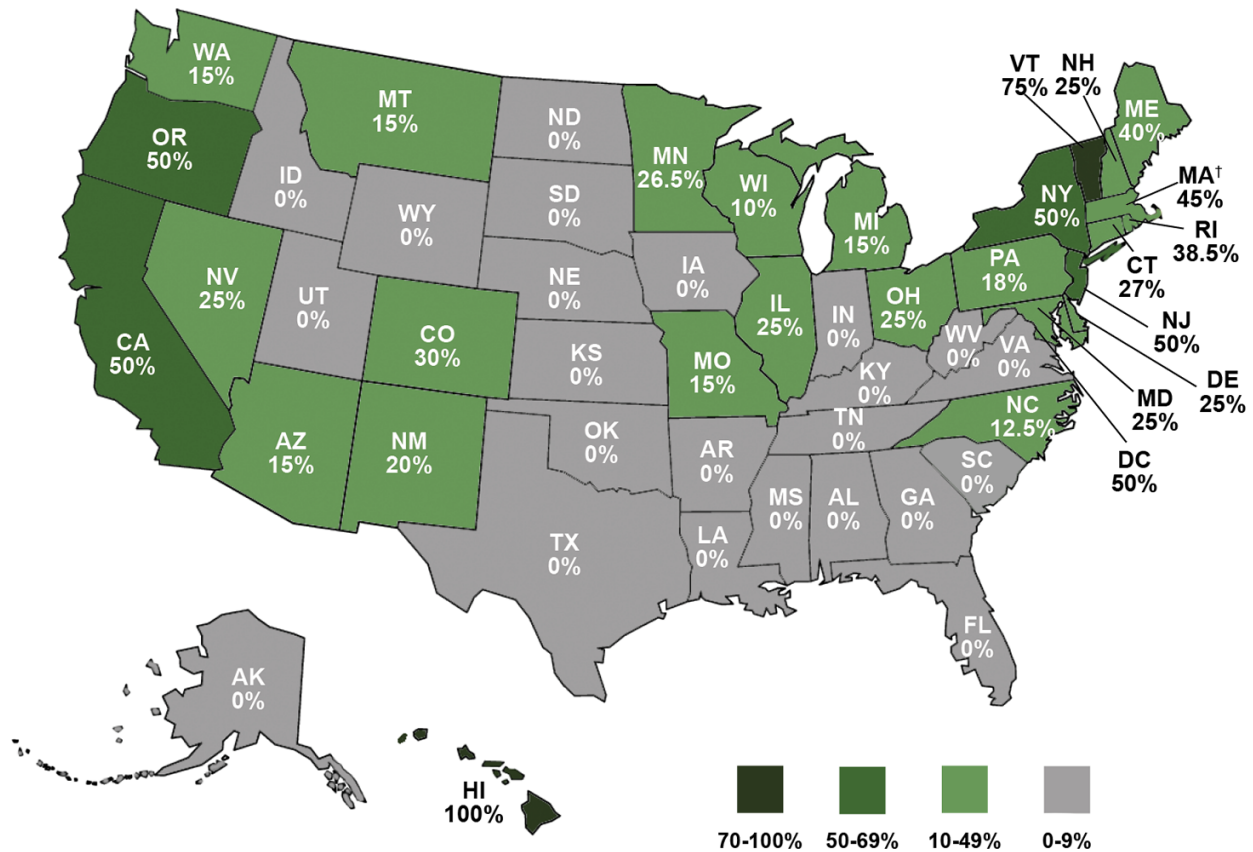 WA
15%
MT
15%
ND
0%
MN
26.5%
VT
75%
NH
25%
ME
40%
OR
50%
ID
0%
SD
0%
WI
10%
MI
15%
NY
50%
MA†
45%
RI
38.5%
CT
27%
WY
0%
NV
25%
UT
0%
NE
0%
IA
0%
PA
18%
NJ
50%
CA
50%
CO
30%
KS
0%
MO
15%
IL
25%
IN
0%
OH
25%
WV
0%
VA
0%
KY
0%
DE
25%
MD
25%
DC
50%
AZ
15%
NM
20%
OK
0%
AR
0%
TN
0%
NC
12.5%
SC
0%
MS
0%
AL
0%
GA
0%
TX
0%
LA
0%
FL
0%
AK
0%
HI
100%
70-100%
50-69%
10-49%
0-9%